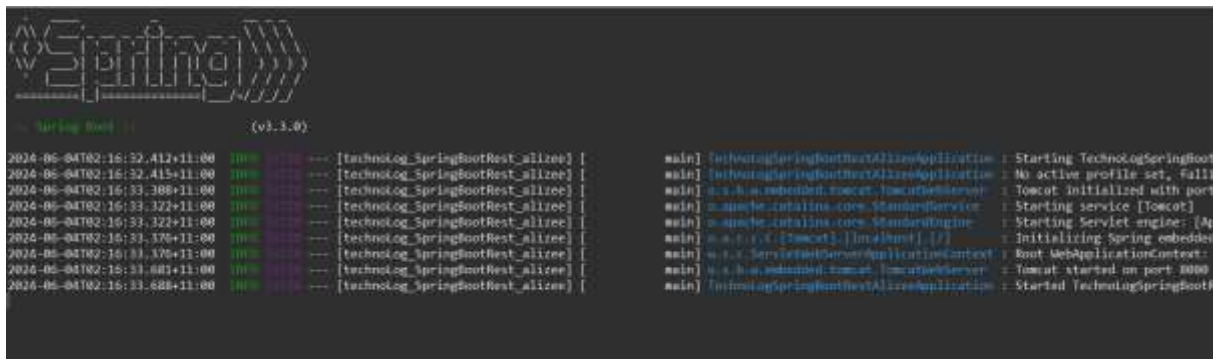 :: Spring Boot :: (v3.3.0)
2024-06-04T02:16:32.412+11:00 INFO --- [technoLog_SpringBootRest_alizee] [ main] TechnoLogSpringBootRestAlizeeApplication : Starting TechnoLogSpringBoot
2024-06-04T02:16:32.415+11:00 INFO --- [technoLog_SpringBootRest_alizee] [ main] TechnoLogSpringBootRestAlizeeApplication : No active profile set, falli
2024-06-04T02:16:33.308+11:00 INFO --- [technoLog_SpringBootRest_alizee] [ main] o.s.b.w.embedded.tomcat.TomcatWebServer : Tomcat initialized with port
2024-06-04T02:16:33.322+11:00 INFO --- [technoLog_SpringBootRest_alizee] [ main] o.apache.catalina.core.StandardService : Starting service [Tomcat]
2024-06-04T02:16:33.322+11:00 INFO --- [technoLog_SpringBootRest_alizee] [ main] o.apache.catalina.core.StandardEngine : Starting Servlet engine: [Ap
2024-06-04T02:16:33.376+11:00 INFO --- [technoLog_SpringBootRest_alizee] [ main] o.a.c.c.C.[Tomcat].[localhost].[/] : Initializing Spring embedded
2024-06-04T02:16:33.376+11:00 INFO --- [technoLog_SpringBootRest_alizee] [ main] w.s.c.ServletWebServerApplicationContext : Root WebApplicationContext:
2024-06-04T02:16:33.681+11:00 INFO --- [technoLog_SpringBootRest_alizee] [ main] o.s.b.w.embedded.tomcat.TomcatWebServer : Tomcat started on port 8080
2024-06-04T02:16:33.688+11:00 INFO --- [technoLog_SpringBootRest_alizee] [ main] TechnoLogSpringBootRestAlizeeApplication : Started TechnoLogSpringBootR